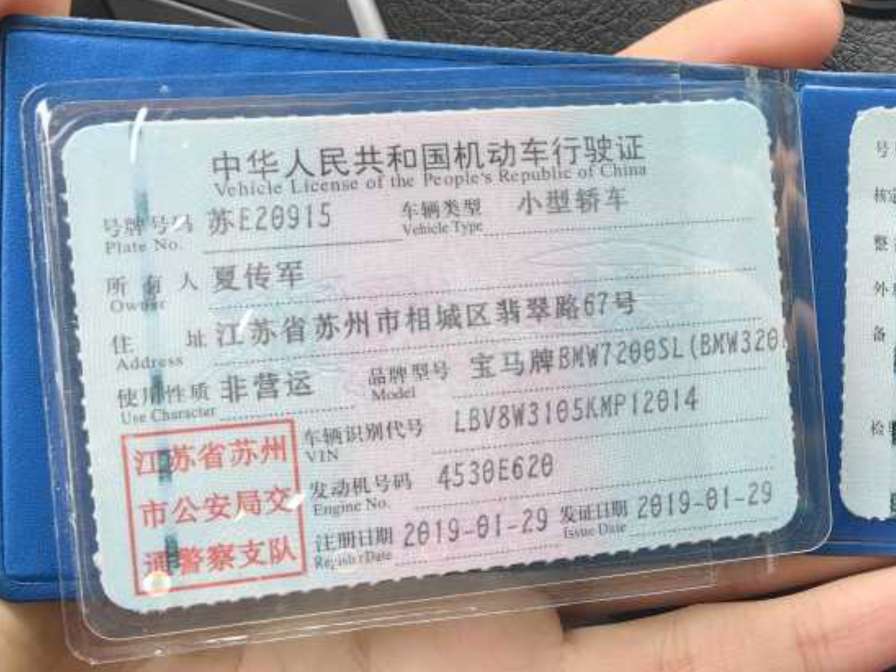 中华人民共和国机动车行驶证
Vehicle License of the People's Republic of China
号牌号码 苏E20915 车辆类型 小型轿车
Plate No. Vehicle Type
所有人 夏传军
Owner
住址 江苏省苏州市相城区翡翠路67号
Address
使用性质 非营运 品牌型号 宝马牌BMW7200SL(BMW320
Use Character Model
江苏省苏州
市公安局交
通警察支队
车辆识别代号 LBV8W3105KMP12014
VIN
发动机号码 4530E620
Engine No.
注册日期 2019-01-29 发证日期 2019-01-29
Register Date Issue Date
号
核定
整
外
备
检